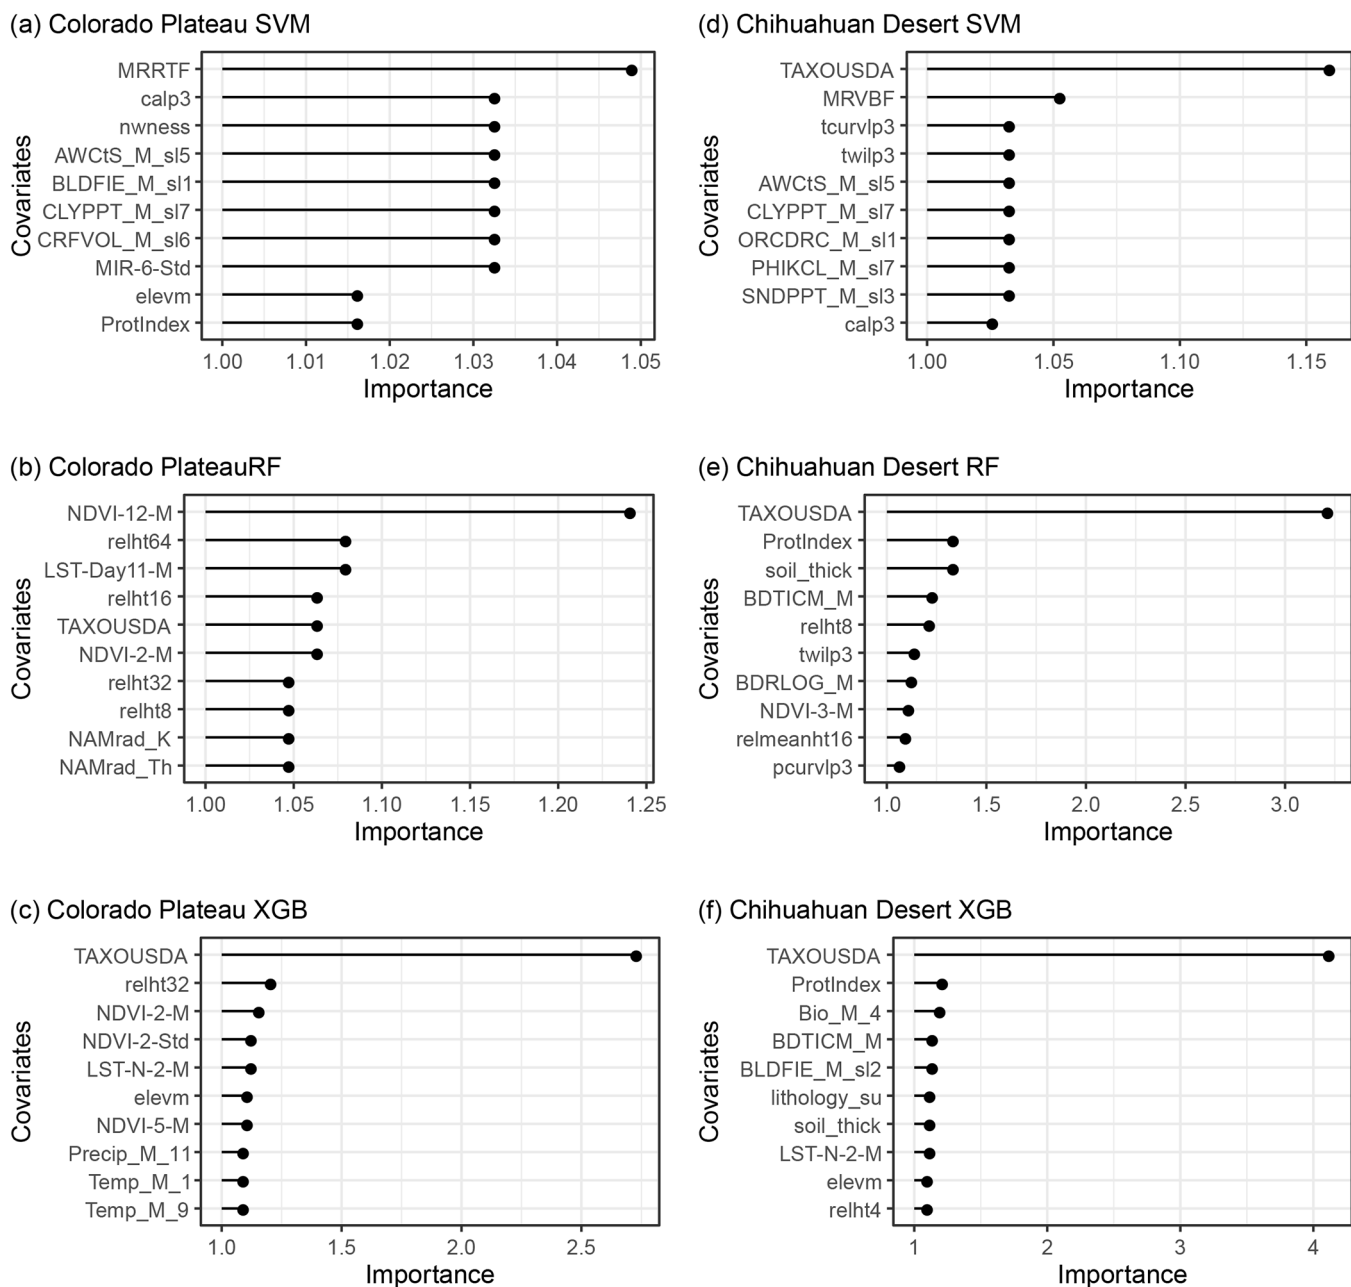 (a) Colorado Plateau SVM
Covariates
MRRTF
calp3
nwness
AWCtS_M_sl5
BLDFIE_M_sl1
CLYPPT_M_sl7
CRFVOL_M_sl6
MIR-6-Std
elevm
ProtIndex
1.00 1.01 1.02 1.03 1.04 1.05
Importance
(d) Chihuahuan Desert SVM
Covariates
TAXOUSDA
MRVBF
tcurvlp3
twilp3
AWCtS_M_sl5
CLYPPT_M_sl7
ORCDRC_M_sl1
PHIKCL_M_sl7
SNDPPT_M_sl3
calp3
1.00 1.05 1.10 1.15
Importance
(b) Colorado PlateauRF
Covariates
NDVI-12-M
relht64
LST-Day11-M
relht16
TAXOUSDA
NDVI-2-M
relht32
relht8
NAMrad_K
NAMrad_Th
1.00 1.05 1.10 1.15 1.20 1.25
Importance
(e) Chihuahuan Desert RF
Covariates
TAXOUSDA
ProtIndex
soil_thick
BDTICM_M
relht8
twilp3
BDRLOG_M
NDVI-3-M
relmeanht16
pcurvlp3
1.0 1.5 2.0 2.5 3.0
Importance
(c) Colorado Plateau XGB
Covariates
TAXOUSDA
relht32
NDVI-2-M
NDVI-2-Std
LST-N-2-M
elevm
NDVI-5-M
Precip_M_11
Temp_M_1
Temp_M_9
1.0 1.5 2.0 2.5
Importance
(f) Chihuahuan Desert XGB
Covariates
TAXOUSDA
ProtIndex
Bio_M_4
BDTICM_M
BLDFIE_M_sl2
lithology_su
soil_thick
LST-N-2-M
elevm
relht4
1 2 3 4
Importance